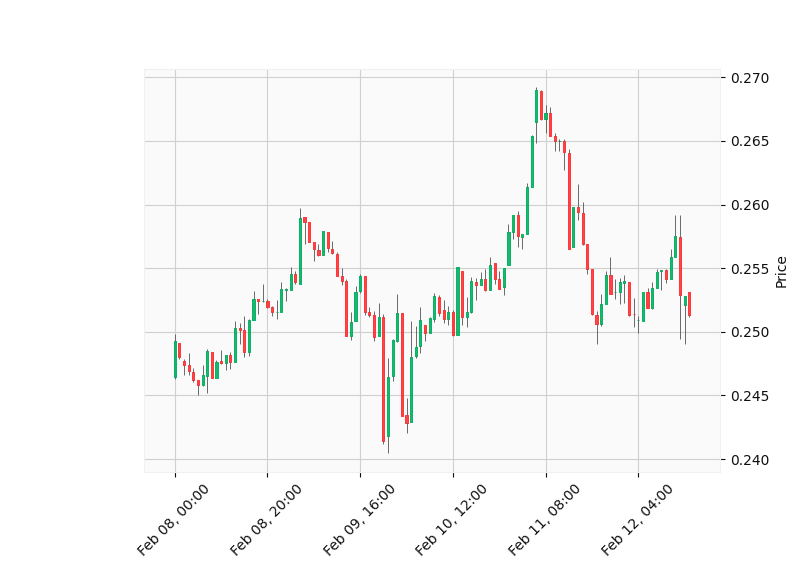 0.270
0.265
0.260
0.255
0.250
0.245
0.240
Price
Feb 08, 00:00
Feb 08, 20:00
Feb 09, 16:00
Feb 10, 12:00
Feb 11, 08:00
Feb 12, 04:00